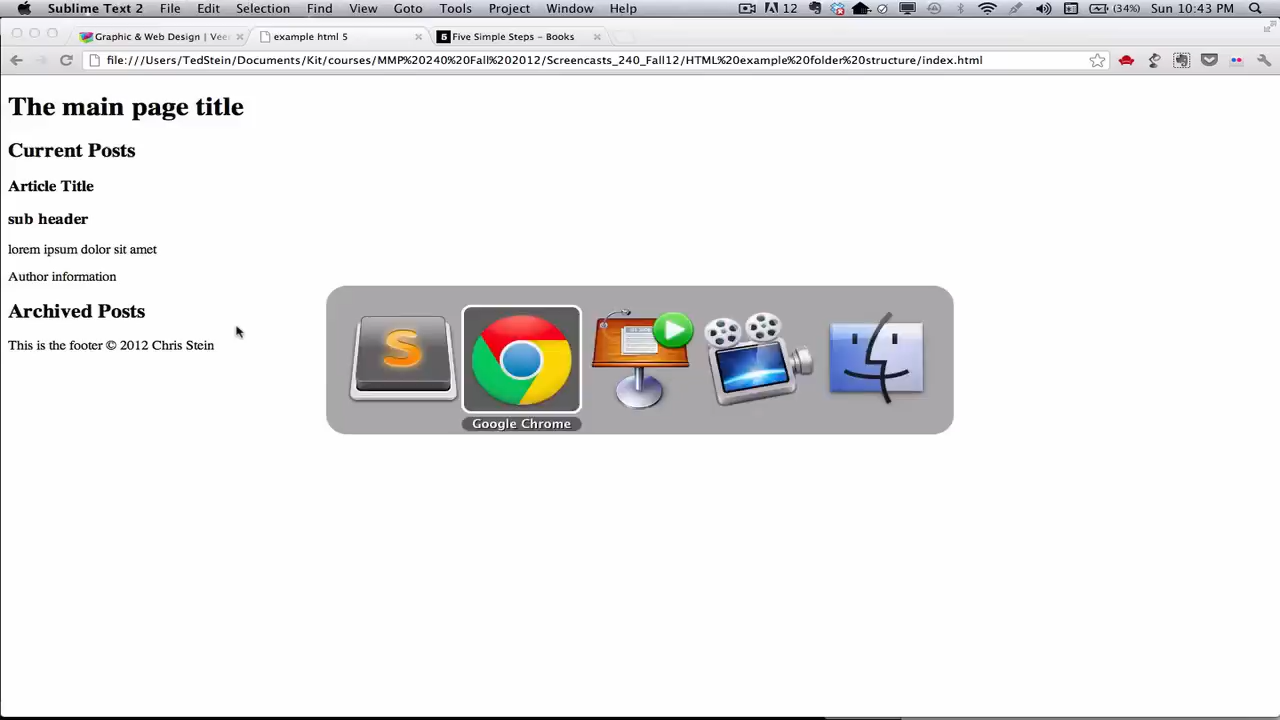 Sublime Text 2 File Edit Selection Find View Goto Tools Project Window Help 12 (34%) Sun 10:43 PM
Graphic & Web Design | Vee example html 5 Five Simple Steps – Books
file:///Users/TedStein/Documents/Kit/courses/MMP%20240%20Fall%202012/Screencasts_240_Fall12/HTML%20example%20folder%20structure/index.html
The main page title
Current Posts
Article Title
sub header
lorem ipsum dolor sit amet
Author information
Archived Posts
This is the footer © 2012 Chris Stein
S
Google Chrome